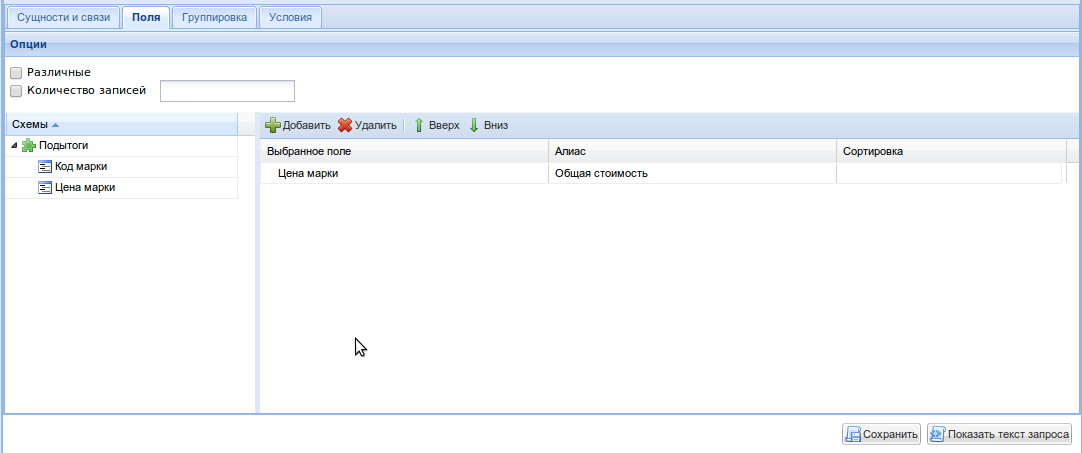 Сущности и связи Поля Группировка Условия
Опции
Различные
Количество записей
Схемы
Подытоги
Код марки
Цена марки
Добавить Удалить Вверх Вниз
Выбранное поле Алиас Сортировка
Цена марки Общая стоимость
Сохранить Показать текст запроса